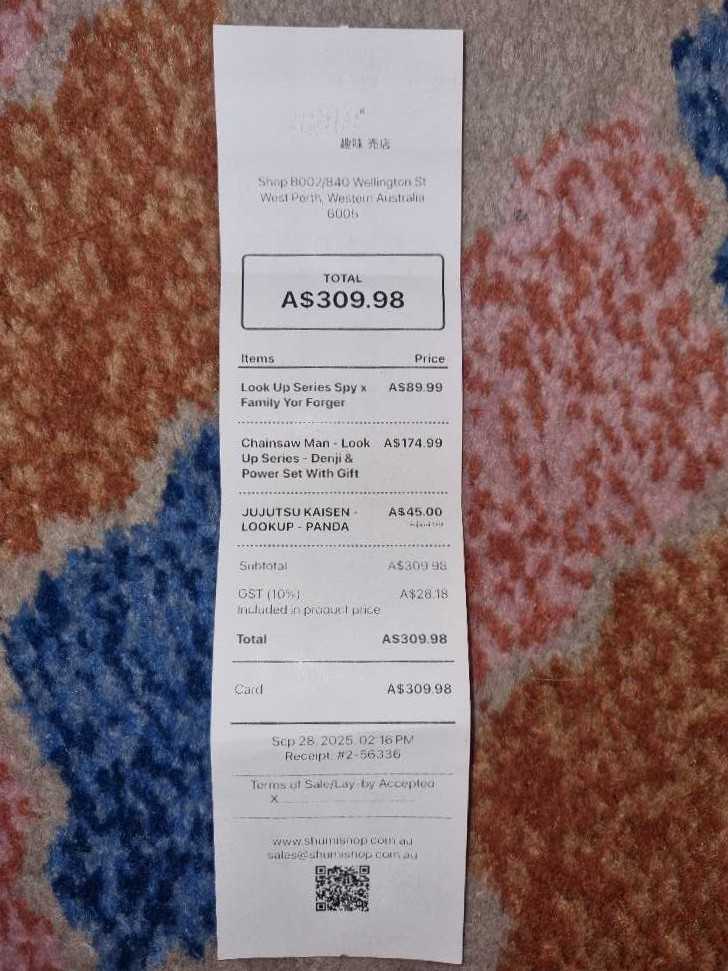 趣味 売店
Shop B002/840 Wellington St
West Perth, Western Australia
6005
TOTAL
A$309.98
Items Price
Look Up Series Spy x A$89.99
Family Yor Forger
Chainsaw Man - Look A$174.99
Up Series - Denji &
Power Set With Gift
JUJUTSU KAISEN - A$45.00
LOOKUP - PANDA
Subtotal A$309.98
GST (10%) A$28.18
Included in product price
Total A$309.98
Card A$309.98
Sep 28, 2025, 02:16 PM
Receipt: #2-56336
Terms of Sale/Lay-by Accepted
X
www.shumishop.com.au
sales@shumishop.com.au